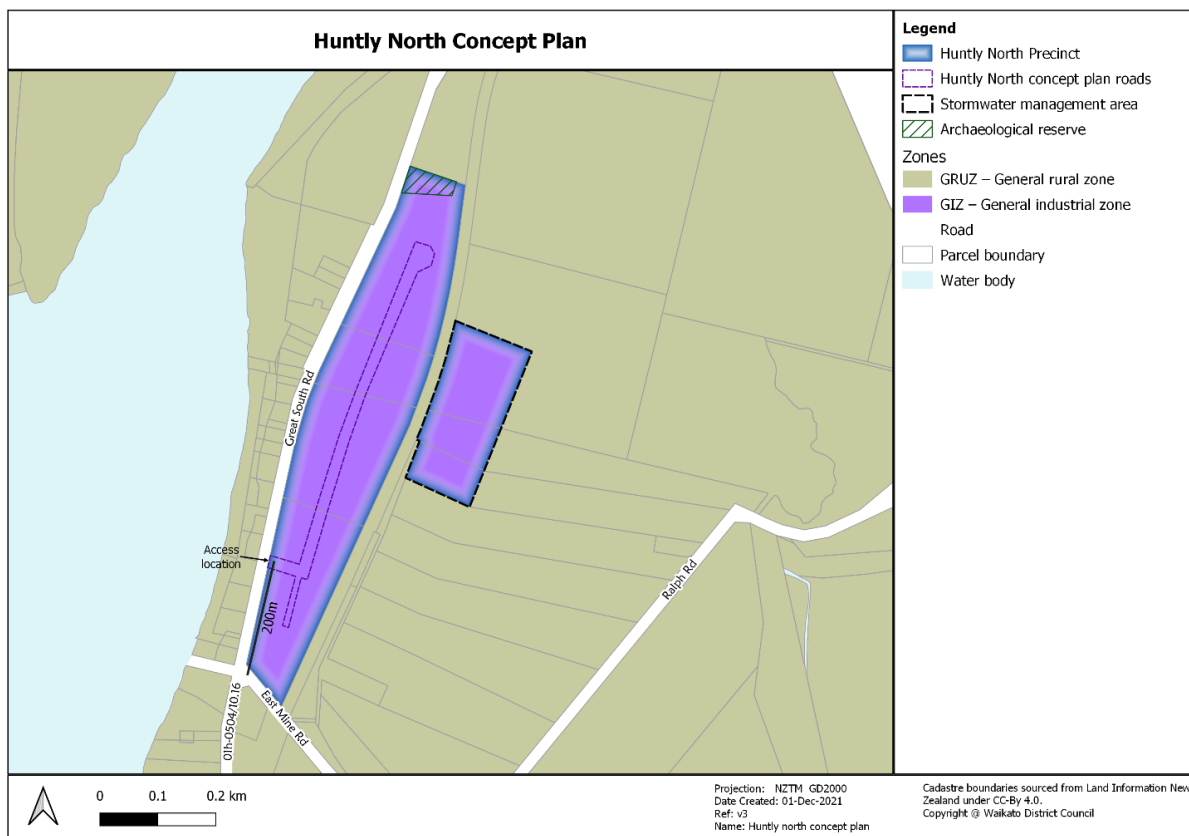 Huntly North Concept Plan
Great South Rd
Access
location
200m
01h-0504/10.16
East Mine Rd
Ralph Rd
Legend
Huntly North Precinct
Huntly North concept plan roads
Stormwater management area
Archaeological reserve
Zones
GRUZ – General rural zone
GIZ – General industrial zone
Road
Parcel boundary
Water body
0 0.1 0.2 km
Projection: NZTM GD2000
Date Created: 01-Dec-2021
Ref: v3
Name: Huntly north concept plan
Cadastre boundaries sourced from Land Information New
Zealand under CC-By 4.0.
Copyright @ Waikato District Council